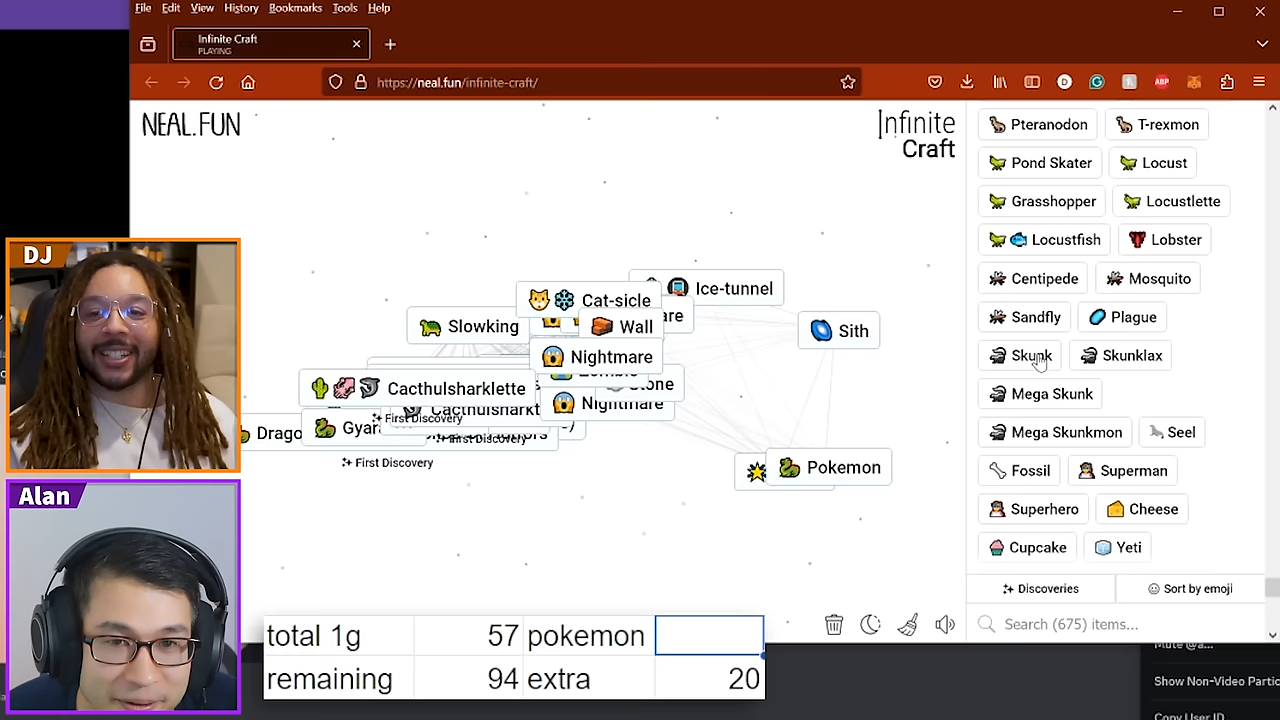 File Edit View History Bookmarks Tools Help
Infinite Craft
PLAYING
https://neal.fun/infinite-craft/
NEAL.FUN
Infinite
Craft
Pteranodon T-rexmon
Pond Skater Locust
Grasshopper Locustlette
Locustfish Lobster
Centipede Mosquito
Sandfly Plague
Skunk Skunklax
Mega Skunk
Mega Skunkmon Seel
Fossil Superman
Superhero Cheese
Cupcake Yeti
Discoveries Sort by emoji
Search (675) items...
Ice-tunnel
Cat-sicle
Slowking
Wall
Sith
Nightmare
Cacthulsharklette
Nightmare
First Discovery
First Discovery
First Discovery
Pokemon
DJ
Alan
total 1g 57 pokemon
remaining 94 extra 20
Show Non-Video Partic
Copy User ID